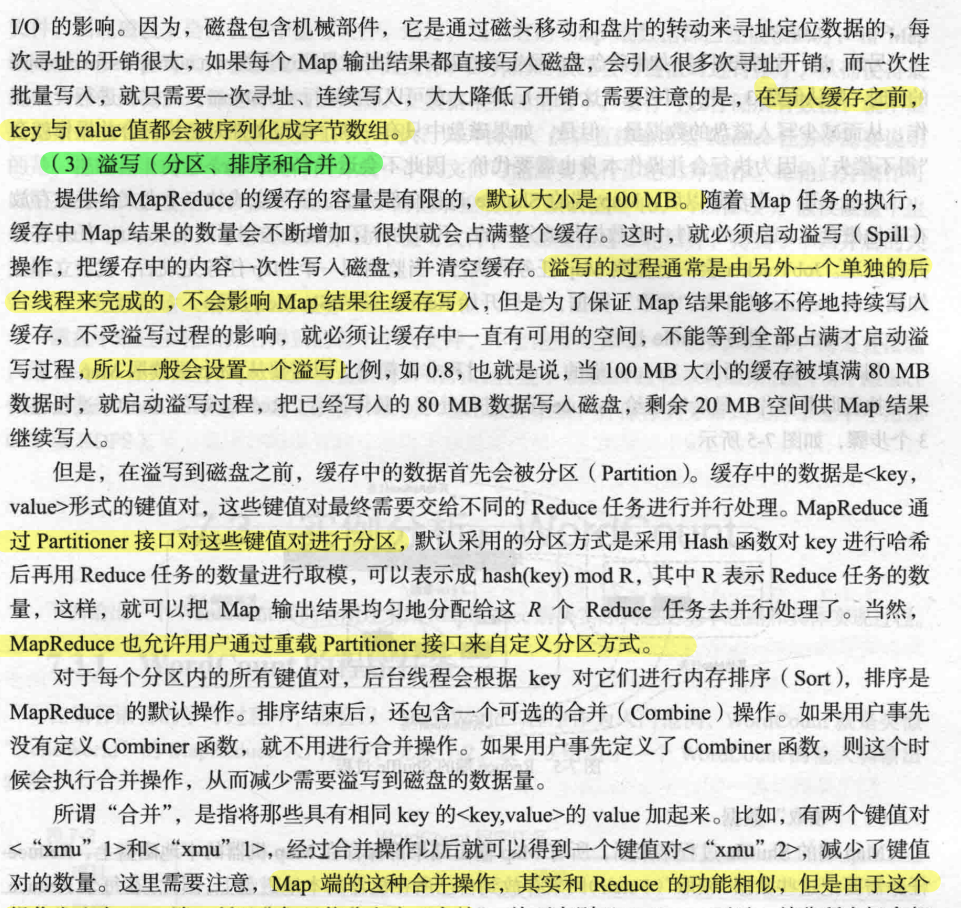 I/O 的影响。因为，磁盘包含机械部件，它是通过磁头移动和盘片的转动来寻址定位数据的，每
次寻址的开销很大，如果每个 Map 输出结果都直接写入磁盘，会引入很多次寻址开销，而一次性
批量写入，就只需要一次寻址、连续写入，大大降低了开销。需要注意的是，在写入缓存之前，
key 与 value 值都会被序列化成字节数组。
（3）溢写（分区、排序和合并）
提供给 MapReduce 的缓存的容量是有限的，默认大小是 100 MB。随着 Map 任务的执行，
缓存中 Map 结果的数量会不断增加，很快就会占满整个缓存。这时，就必须启动溢写（Spill）
操作，把缓存中的内容一次性写入磁盘，并清空缓存。溢写的过程通常是由另外一个单独的后
台线程来完成的，不会影响 Map 结果往缓存写入，但是为了保证 Map 结果能够不停地持续写入
缓存，不受溢写过程的影响，就必须让缓存中一直有可用的空间，不能等到全部占满才启动溢
写过程，所以一般会设置一个溢写比例，如 0.8，也就是说，当 100 MB 大小的缓存被填满 80 MB
数据时，就启动溢写过程，把已经写入的 80 MB 数据写入磁盘，剩余 20 MB 空间供 Map 结果
继续写入。
但是，在溢写到磁盘之前，缓存中的数据首先会被分区（Partition）。缓存中的数据是<key,
value>形式的键值对，这些键值对最终需要交给不同的 Reduce 任务进行并行处理。MapReduce 通
过 Partitioner 接口对这些键值对进行分区，默认采用的分区方式是采用 Hash 函数对 key 进行哈希
后再用 Reduce 任务的数量进行取模，可以表示成 hash(key) mod R，其中 R 表示 Reduce 任务的数
量，这样，就可以把 Map 输出结果均匀地分配给这 R 个 Reduce 任务去并行处理了。当然，
MapReduce 也允许用户通过重载 Partitioner 接口来自定义分区方式。
对于每个分区内的所有键值对，后台线程会根据 key 对它们进行内存排序（Sort），排序是
MapReduce 的默认操作。排序结束后，还包含一个可选的合并（Combine）操作。如果用户事先
没有定义 Combiner 函数，就不用进行合并操作。如果用户事先定义了 Combiner 函数，则这个时
候会执行合并操作，从而减少需要溢写到磁盘的数据量。
所谓“合并”，是指将那些具有相同 key 的<key,value>的 value 加起来。比如，有两个键值对
< “xmu”,1>和< “xmu”,1>，经过合并操作以后就可以得到一个键值对< “xmu”,2>，减少了键值
对的数量。这里需要注意，Map 端的这种合并操作，其实和 Reduce 的功能相似，但是由于这个